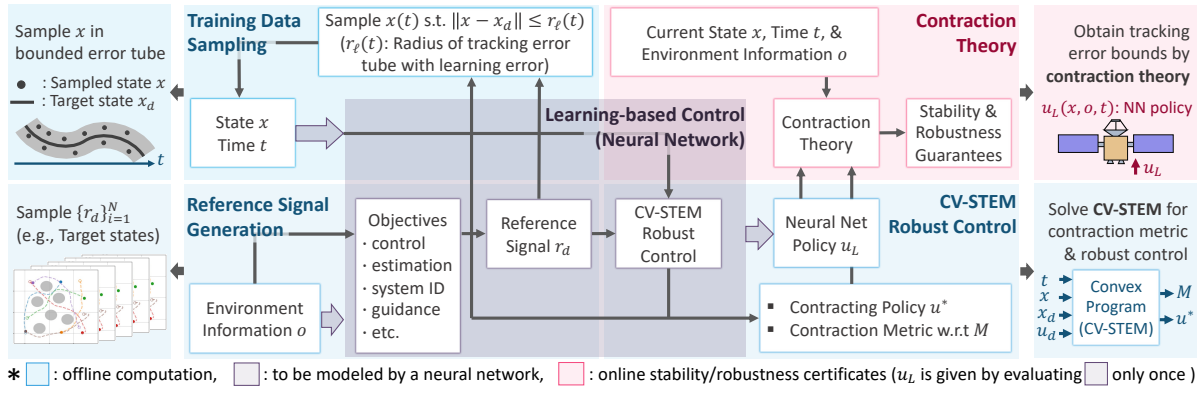 Sample x in
bounded error tube
: Sampled state x
: Target state x_d
t
Training Data
Sampling
Sample x(t) s.t. ‖x − x_d‖ ≤ r_ℓ(t)
(r_ℓ(t): Radius of tracking error
tube with learning error)
State x
Time t
Learning-based Control
(Neural Network)
Current State x, Time t, &
Environment Information o
Contraction
Theory
Contraction
Theory
Stability &
Robustness
Guarantees
Obtain tracking
error bounds by
contraction theory
u_L(x, o, t): NN policy
u_L
Sample {r_d}_{i=1}^N
(e.g., Target states)
Reference Signal
Generation
Environment
Information o
Objectives
· control
· estimation
· system ID
· guidance
· etc.
Reference
Signal r_d
CV-STEM
Robust
Control
Neural Net
Policy u_L
CV-STEM
Robust Control
▪ Contracting Policy u*
▪ Contraction Metric w.r.t M
Solve CV-STEM for
contraction metric
& robust control
t
x
x_d
u_d
Convex
Program
(CV-STEM)
M
u*
* : offline computation, : to be modeled by a neural network, : online stability/robustness certificates (u_L is given by evaluating only once )